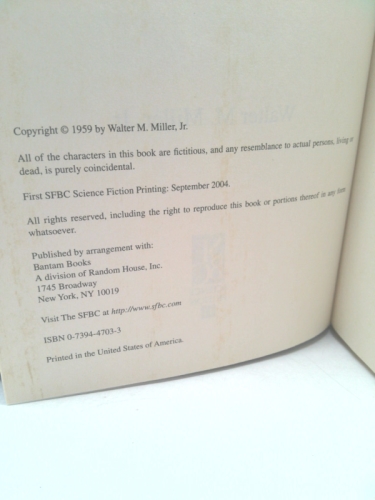 Copyright © 1959 by Walter M. Miller, Jr.
All of the characters in this book are fictitious, and any resemblance to actual persons, living or
dead, is purely coincidental.
First SFBC Science Fiction Printing: September 2004.
All rights reserved, including the right to reproduce this book or portions thereof in any form
whatsoever.
Published by arrangement with:
Bantam Books
A division of Random House, Inc.
1745 Broadway
New York, NY 10019
Visit The SFBC at http://www.sfbc.com
ISBN 0-7394-4703-3
Printed in the United States of America.